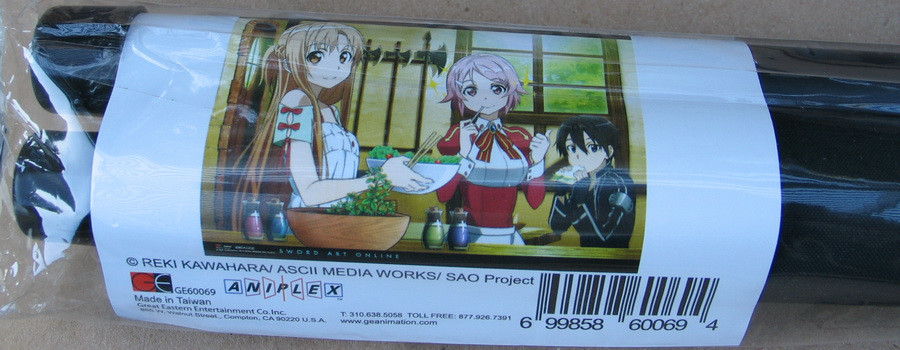 SWORD ART ONLINE
© REKI KAWAHARA/ ASCII MEDIA WORKS/ SAO Project
GE GE60069 ANIPLEX
Made in Taiwan
Great Eastern Entertainment Co.Inc.
W. Walnut Street., Compton, CA 90220 U.S.A.
T: 310.638.5058 TOLL FREE: 877.926.7391
www.geanimation.com
6 99858 60069 4